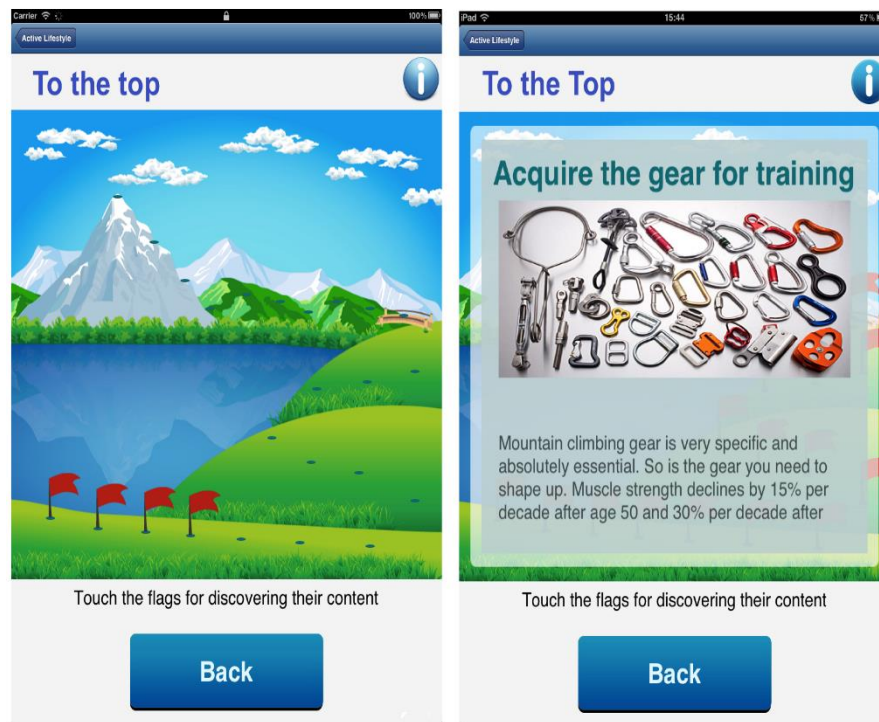 Carrier
100%
Active Lifestyle
To the top
Touch the flags for discovering their content
Back
iPad
15:44
67%
Active Lifestyle
To the Top
Acquire the gear for training
Mountain climbing gear is very specific and
absolutely essential. So is the gear you need to
shape up. Muscle strength declines by 15% per
decade after age 50 and 30% per decade after
Touch the flags for discovering their content
Back